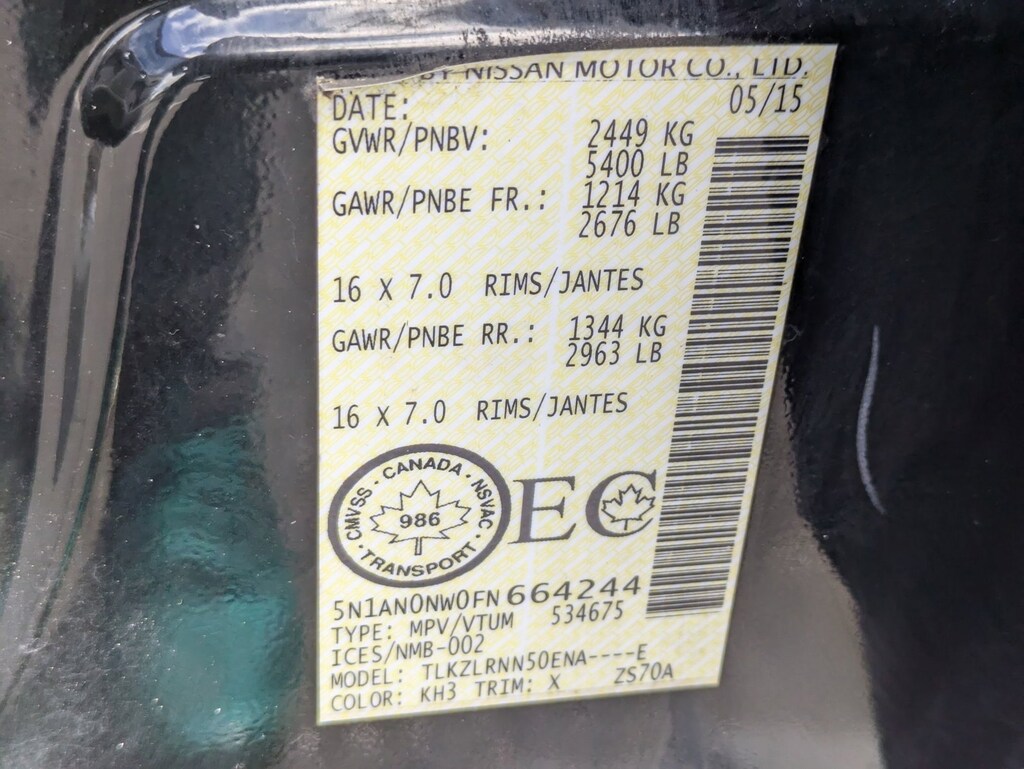 BY NISSAN MOTOR CO., LTD.
DATE: 05/15
GVWR/PNBV: 2449 KG
5400 LB
GAWR/PNBE FR.: 1214 KG
2676 LB
16 X 7.0 RIMS/JANTES
GAWR/PNBE RR.: 1344 KG
2963 LB
16 X 7.0 RIMS/JANTES
CMVSS · CANADA · NSVAC · TRANSPORT ·
986
EC
5N1AN0NW0FN664244
TYPE: MPV/VTUM 534675
ICES/NMB-002
MODEL: TLKZLRNN50ENA----E
COLOR: KH3 TRIM: X ZS70A